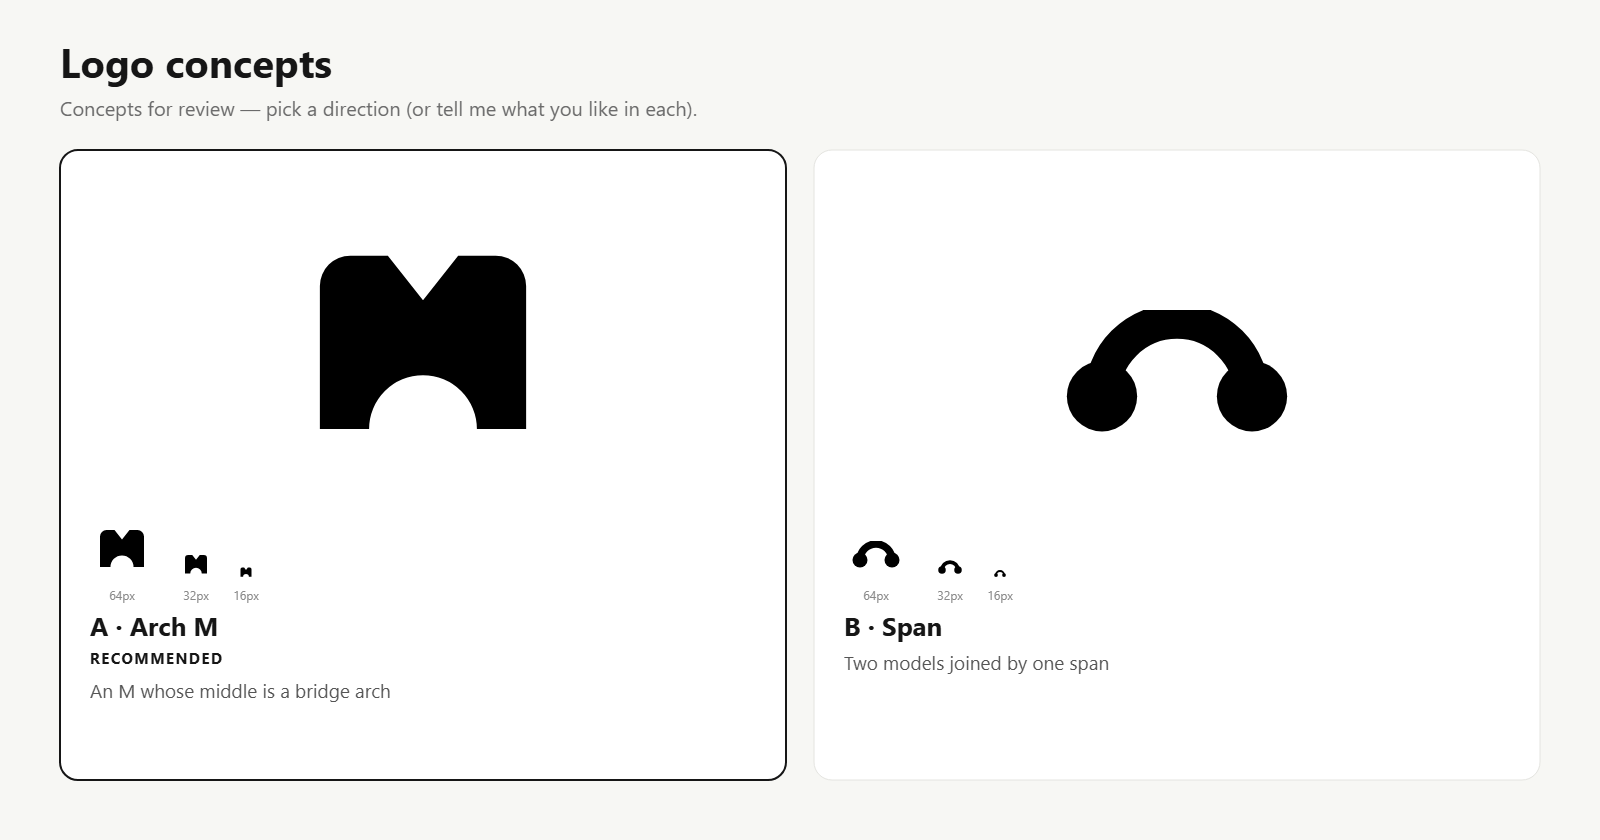 Logo concepts
Concepts for review — pick a direction (or tell me what you like in each).
64px 32px 16px
A · Arch M
RECOMMENDED
An M whose middle is a bridge arch
64px 32px 16px
B · Span
Two models joined by one span